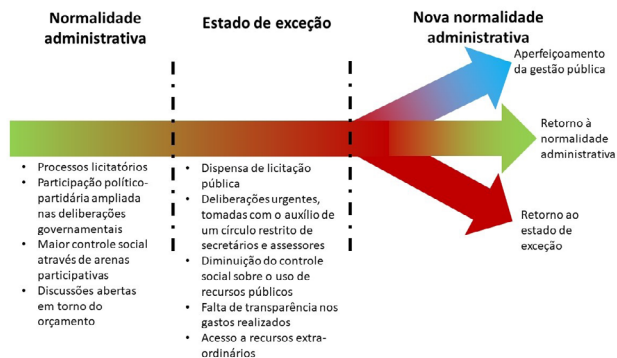 Normalidade
administrativa
Estado de exceção
Nova normalidade
administrativa
Aperfeiçoamento
da gestão pública
Retorno à
normalidade
administrativa
Retorno ao
estado de
exceção
• Processos licitatórios
• Participação político-
partidária ampliada
nas deliberações
governamentais
• Maior controle social
através de arenas
participativas
• Discussões abertas
em torno do
orçamento
• Dispensa de licitação
pública
• Deliberações urgentes,
tomadas com o auxílio de
um círculo restrito de
secretários e assessores
• Diminuição do controle
social sobre o uso de
recursos públicos
• Falta de transparência nos
gastos realizados
• Acesso a recursos extra-
ordinários